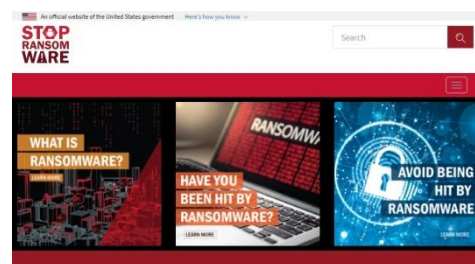 An official website of the United States government Here's how you know
STOP
RANSOM
WARE
Search
WHAT IS
RANSOMWARE?
LEARN MORE
RANSOMWA
HAVE YOU
BEEN HIT BY
RANSOMWARE?
LEARN MORE
AVOID BEING
HIT BY
RANSOMWARE
LEARN MORE